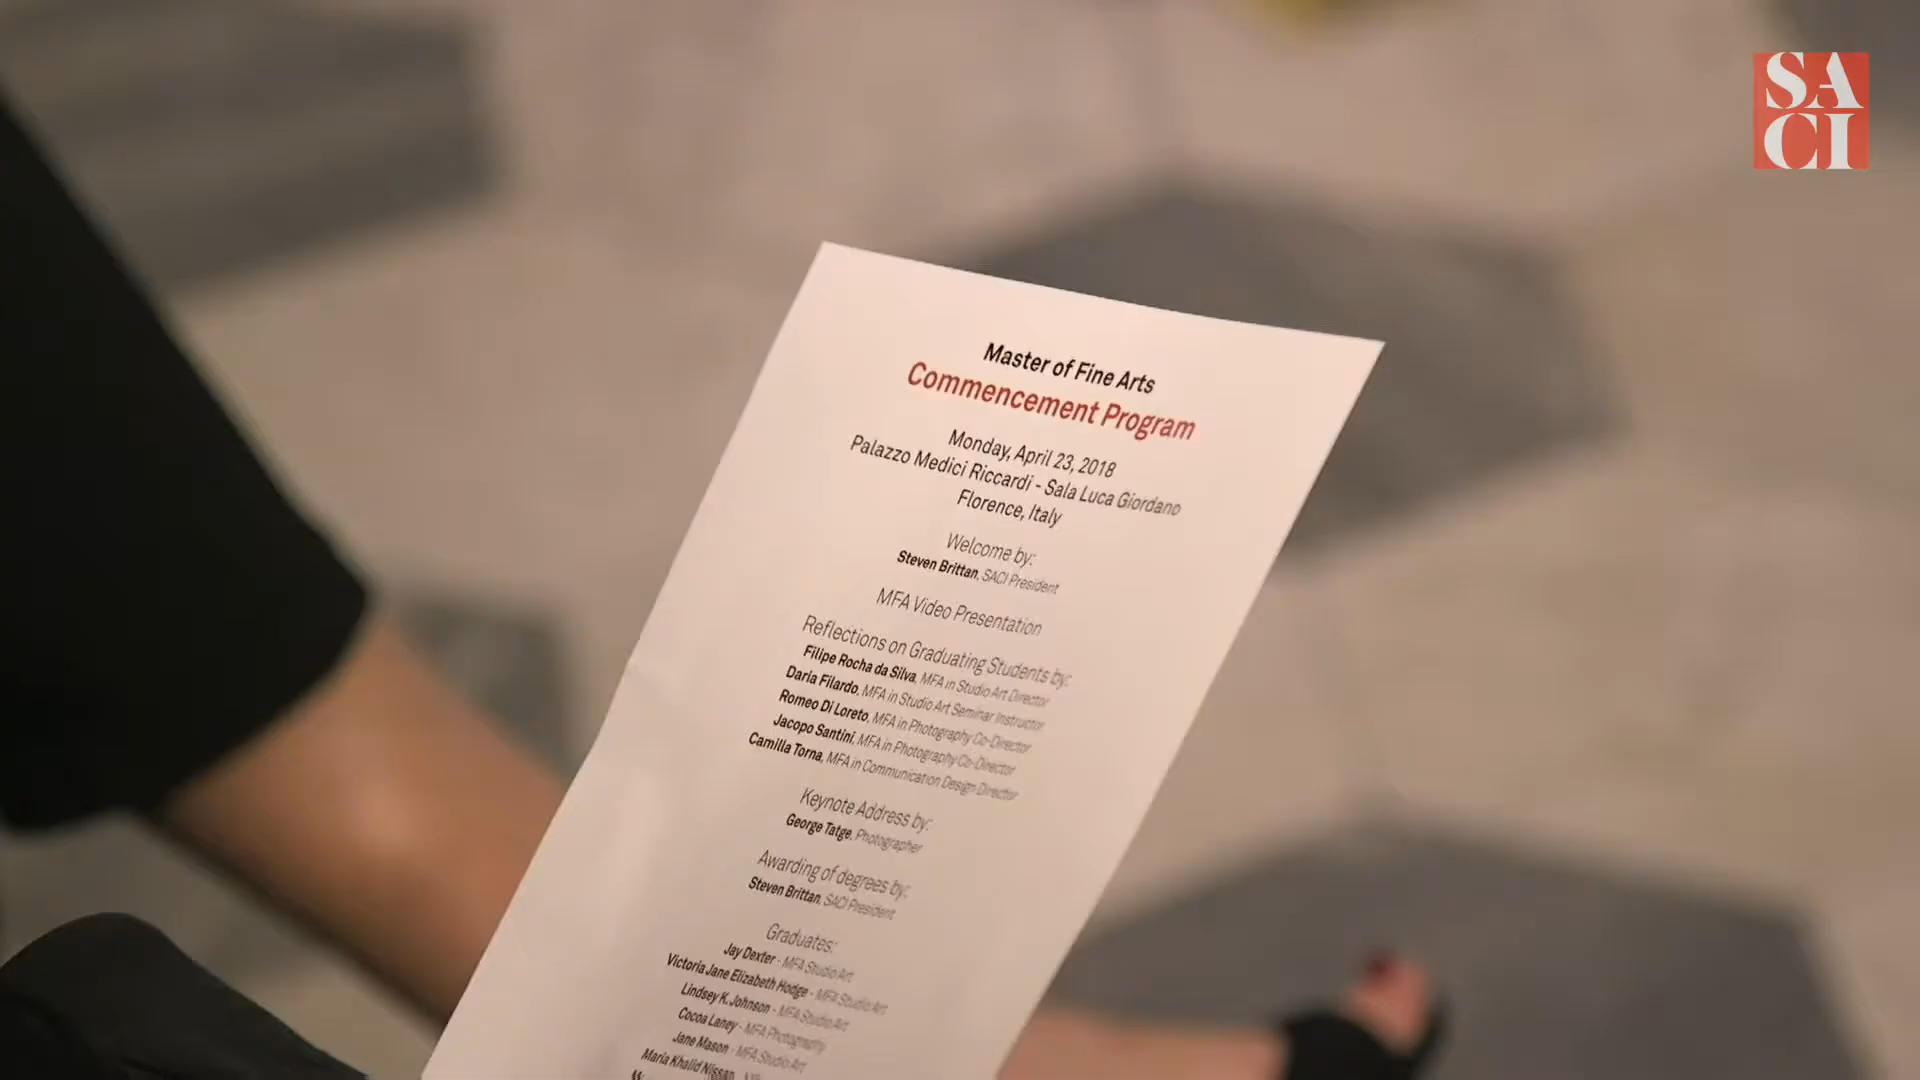 SA
CI
Master of Fine Arts
Commencement Program
Monday, April 23, 2018
Palazzo Medici Riccardi - Sala Luca Giordano
Florence, Italy
Welcome by:
Steven Brittan, SACI President
MFA Video Presentation
Reflections on Graduating Students by:
Filipe Rocha da Silva, MFA in Studio Art Director
Daria Filardo, MFA in Studio Art Seminar Instructor
Romeo Di Loreto, MFA in Photography Co-Director
Jacopo Santini, MFA in Photography Co-Director
Camilla Torna, MFA in Communication Design Director
Keynote Address by:
George Tatge, Photographer
Awarding of degrees by:
Steven Brittan, SACI President
Graduates:
Jay Dexter - MFA Studio Art
Victoria Jane Elizabeth Hodge - MFA Studio Art
Lindsey K. Johnson - MFA Studio Art
Cocoa Laney - MFA Photography
Jane Mason - MFA Studio Art
Maria Khalid Nissan